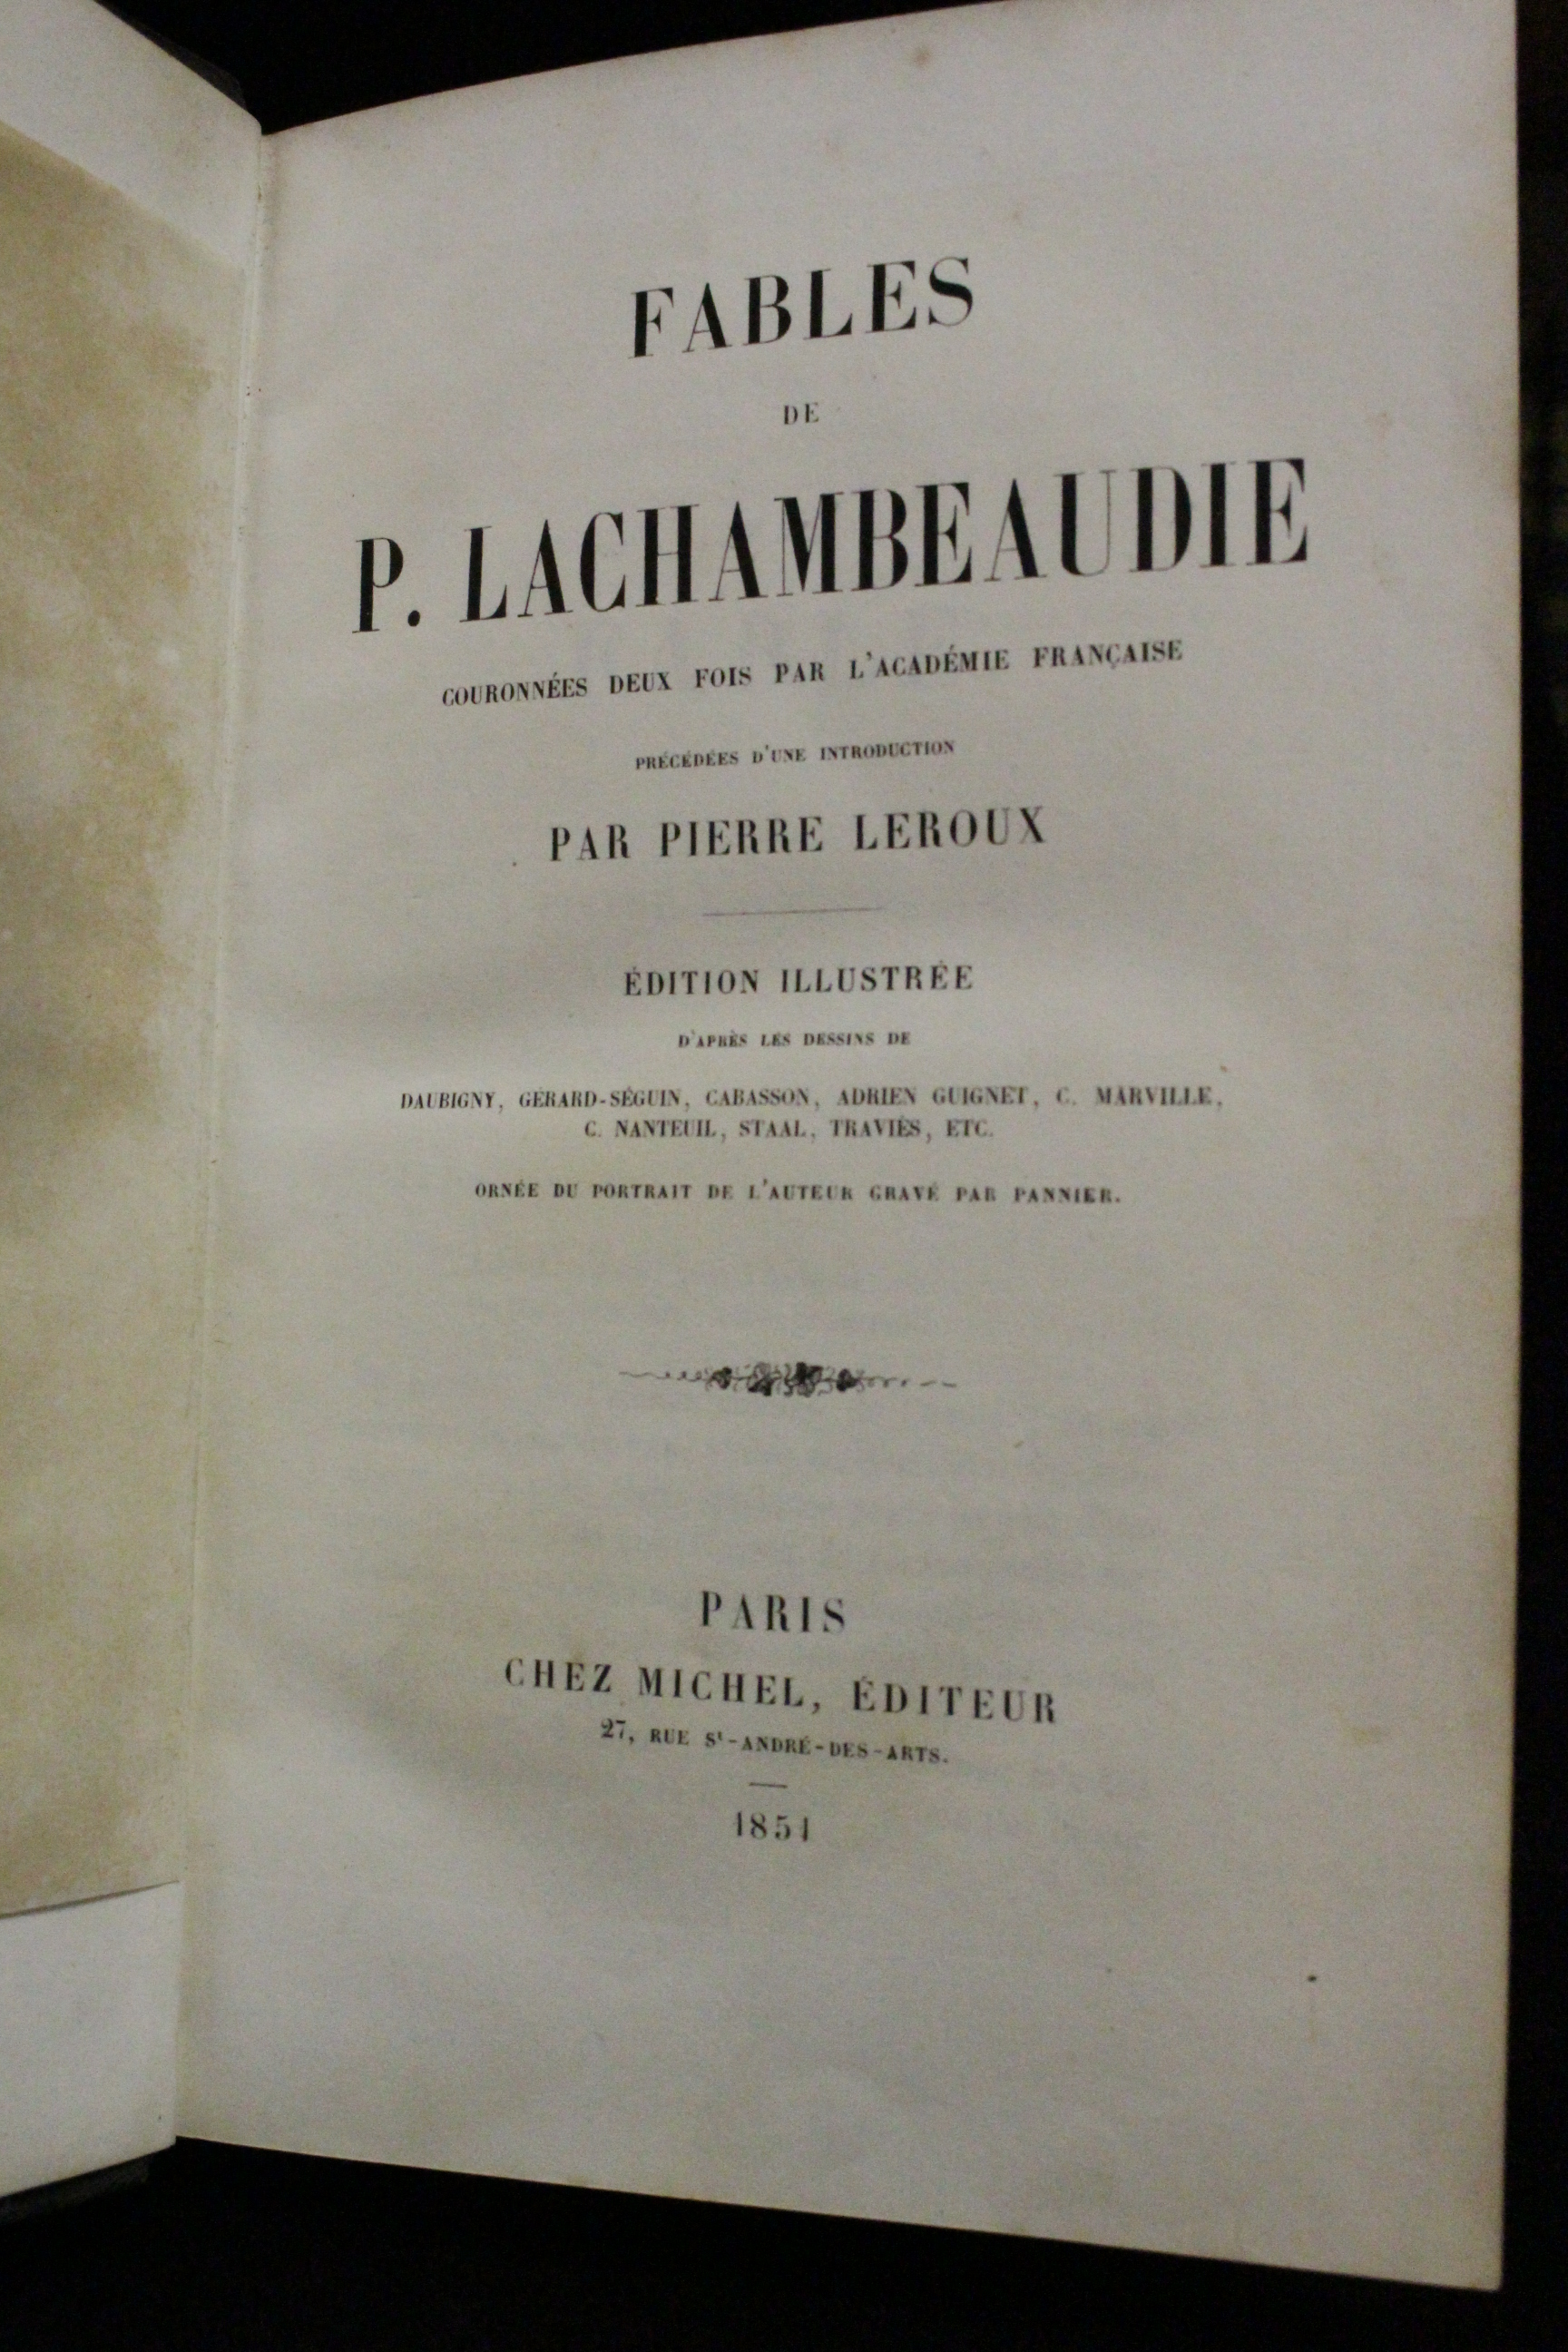 FABLES
DE
P. LACHAMBEAUDIE
COURONNÉES DEUX FOIS PAR L'ACADÉMIE FRANÇAISE
PRÉCÉDÉES D'UNE INTRODUCTION
PAR PIERRE LEROUX
ÉDITION ILLUSTRÉE
D'APRÈS LES DESSINS DE
DAUBIGNY, GÉRARD-SÉGUIN, CABASSON, ADRIEN GUIGNET, C. MARVILLE,
C. NANTEUIL, STAAL, TRAVIÈS, ETC.
ORNÉE DU PORTRAIT DE L'AUTEUR GRAVÉ PAR PANNIER.
PARIS
CHEZ MICHEL, ÉDITEUR
27, RUE St-ANDRÉ-DES-ARTS.
1851